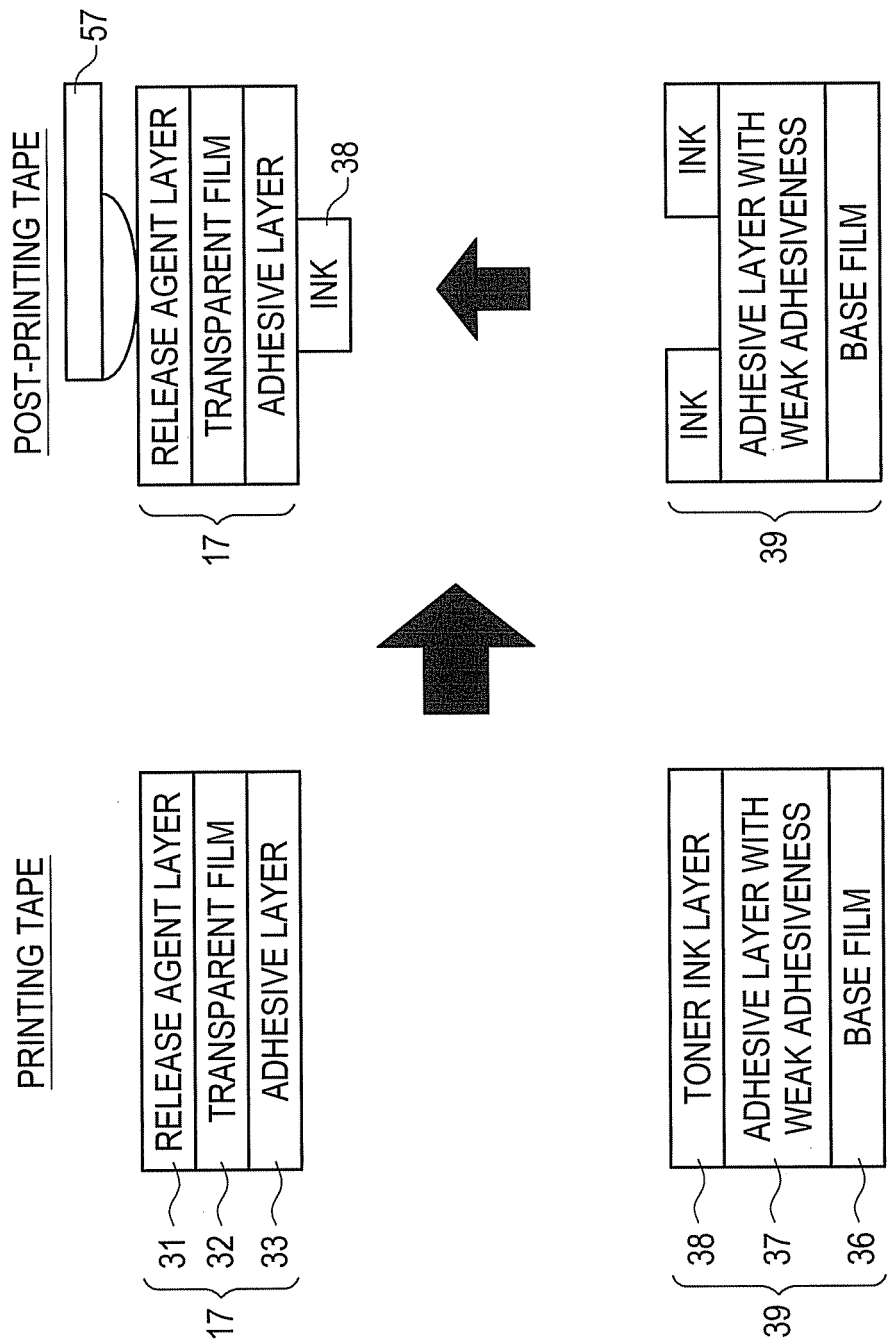 PRINTING TAPE
31
RELEASE AGENT LAYER
32
TRANSPARENT FILM
33
ADHESIVE LAYER
17
38
TONER INK LAYER
37
ADHESIVE LAYER WITH
WEAK ADHESIVENESS
36
BASE FILM
39
POST-PRINTING TAPE
57
RELEASE AGENT LAYER
TRANSPARENT FILM
ADHESIVE LAYER
17
INK
38
INK
INK
ADHESIVE LAYER WITH
WEAK ADHESIVENESS
BASE FILM
39